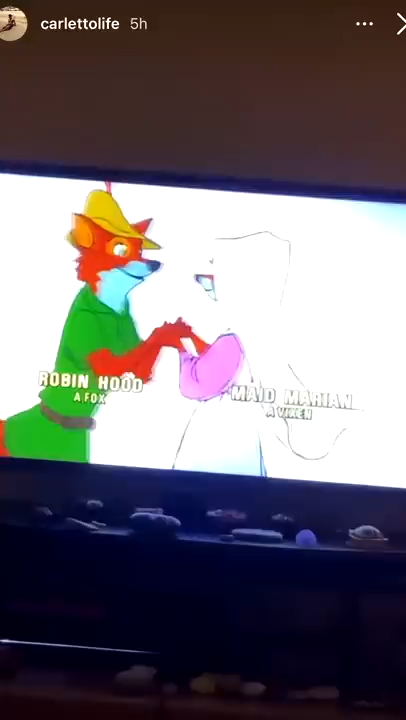 carlettolife 5h
ROBIN HOOD
A FOX
MAID MARIAN
A VIXEN